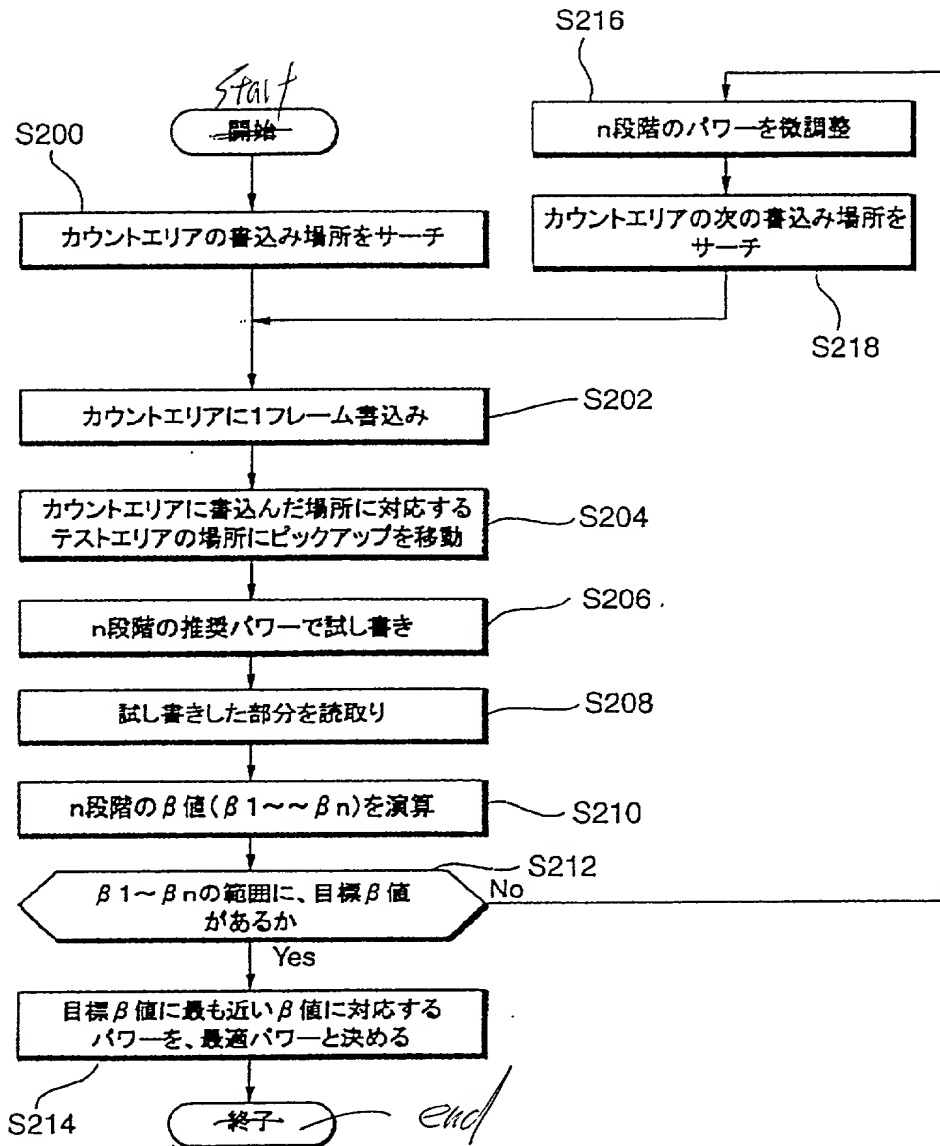 Start
開始
S200
カウントエリアの書込み場所をサーチ
S216
n段階のパワーを微調整
カウントエリアの次の書込み場所を
サーチ
S218
カウントエリアに1フレーム書込み
S202
カウントエリアに書込んだ場所に対応する
テストエリアの場所にピックアップを移動
S204
n段階の推奨パワーで試し書き
S206
試し書きした部分を読取り
S208
n段階のβ値(β1~~βn)を演算
S210
S212
β1~βnの範囲に、目標β値
があるか
No
Yes
目標β値に最も近いβ値に対応する
パワーを、最適パワーと決める
S214
終了
end